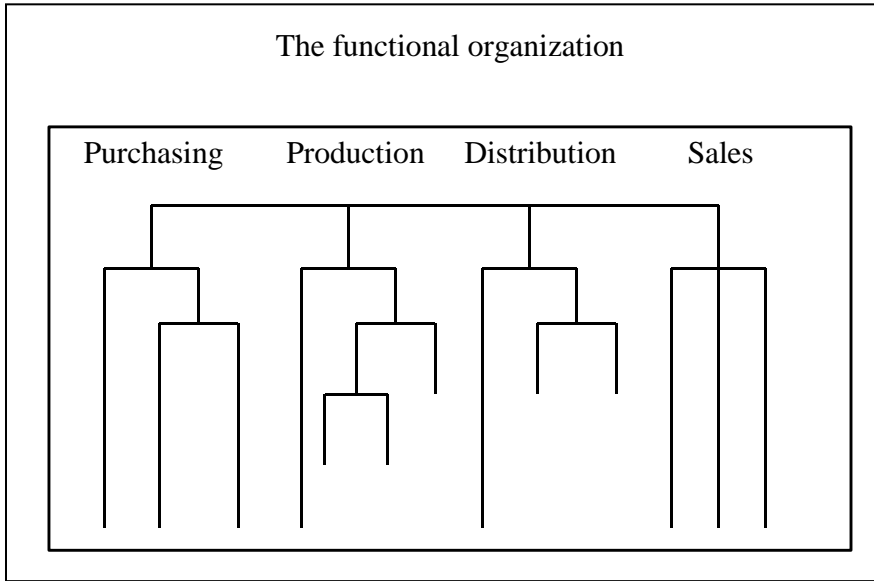 The functional organization
Purchasing Production Distribution Sales